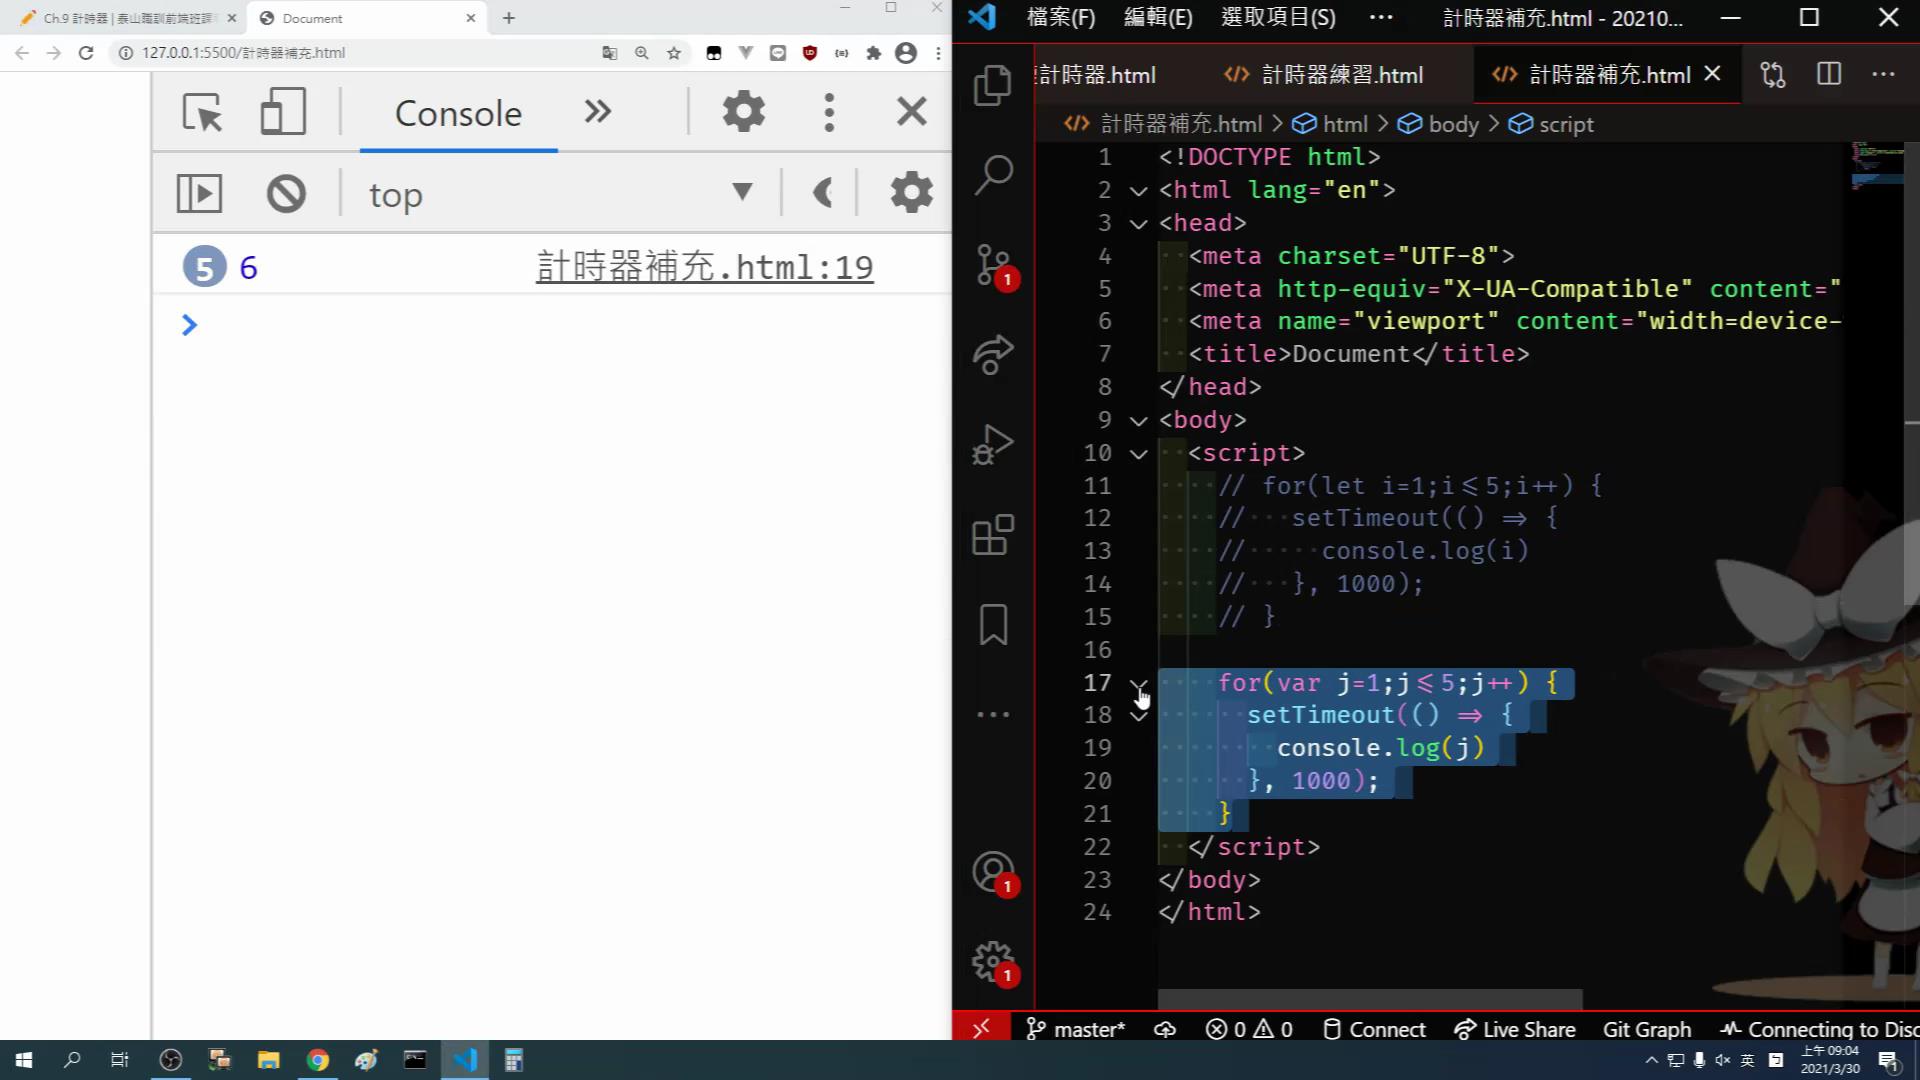 Ch.9 計時器 | 泰山職訓前端班課
Document
127.0.0.1:5500/計時器補充.html
Console
top
5 6 計時器補充.html:19
檔案(F) 編輯(E) 選取項目(S) ··· 計時器補充.html - 20210...
計時器.html 計時器練習.html 計時器補充.html
計時器補充.html > html > body > script
1 <!DOCTYPE html>
2 <html lang="en">
3 <head>
4 <meta charset="UTF-8">
5 <meta http-equiv="X-UA-Compatible" content="
6 <meta name="viewport" content="width=device-
7 <title>Document</title>
8 </head>
9 <body>
10 <script>
11 // for(let i=1;i<=5;i++) {
12 // setTimeout(() => {
13 // console.log(i)
14 // }, 1000);
15 // }
16
17 for(var j=1;j<=5;j++) {
18 setTimeout(() => {
19 console.log(j)
20 }, 1000);
21 }
22 </script>
23 </body>
24 </html>
1
1
1
master* 0 0 Connect Live Share Git Graph Connecting to Disc
英 上午 09:04
2021/3/30
1